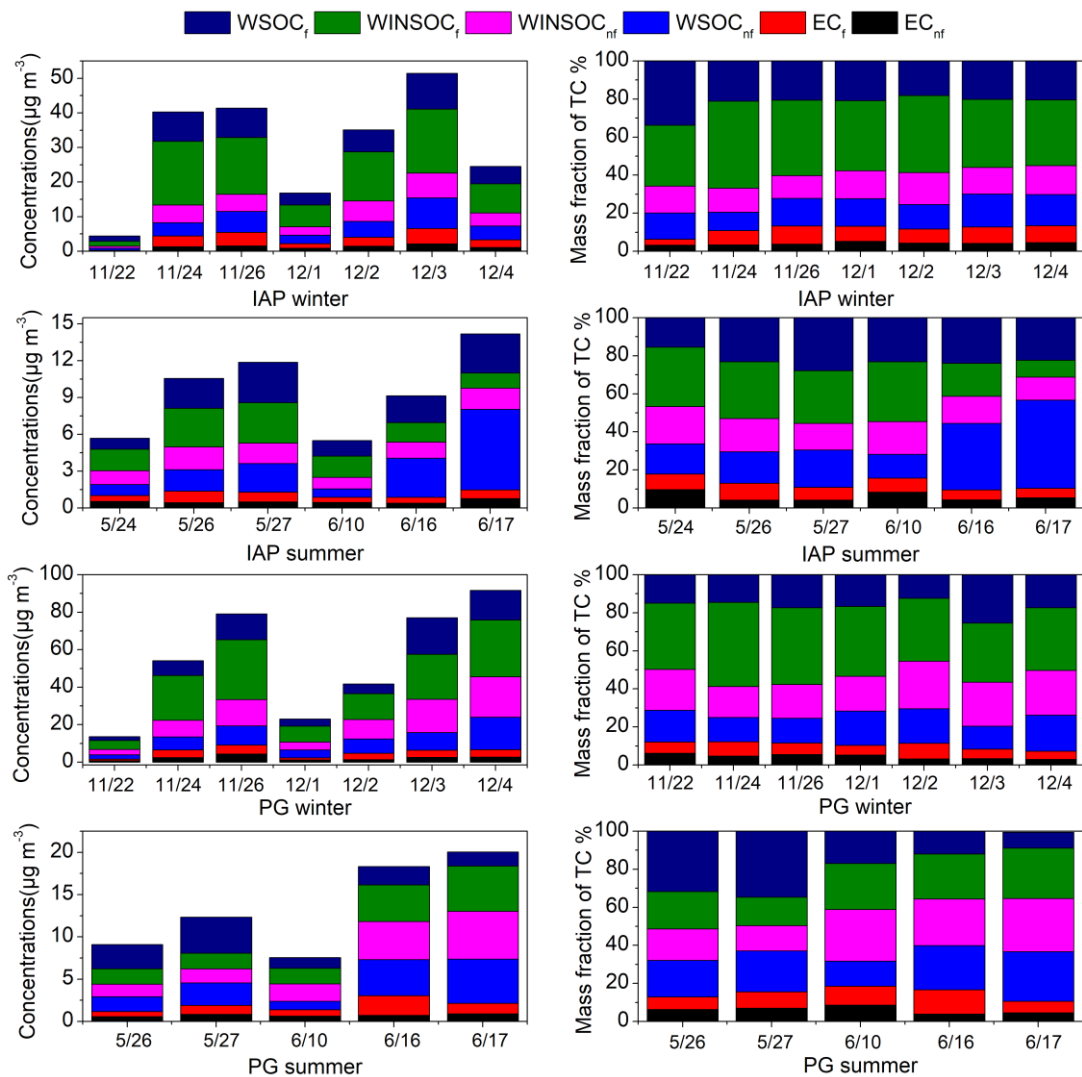 WSOCf WINSOCf WINSOCnf WSOCnf ECf ECnf
Concentrations(µg m-3)
50
40
30
20
10
0
11/22 11/24 11/26 12/1 12/2 12/3 12/4
IAP winter
Mass fraction of TC %
100
80
60
40
20
0
11/22 11/24 11/26 12/1 12/2 12/3 12/4
IAP winter
Concentrations(µg m-3)
15
12
9
6
3
0
5/24 5/26 5/27 6/10 6/16 6/17
IAP summer
Mass fraction of TC %
100
80
60
40
20
0
5/24 5/26 5/27 6/10 6/16 6/17
IAP summer
Concentrations(µg m-3)
100
80
60
40
20
0
11/22 11/24 11/26 12/1 12/2 12/3 12/4
PG winter
Mass fraction of TC %
100
80
60
40
20
0
11/22 11/24 11/26 12/1 12/2 12/3 12/4
PG winter
Concentrations(µg m-3)
20
15
10
5
0
5/26 5/27 6/10 6/16 6/17
PG summer
Mass fraction of TC %
100
80
60
40
20
0
5/26 5/27 6/10 6/16 6/17
PG summer